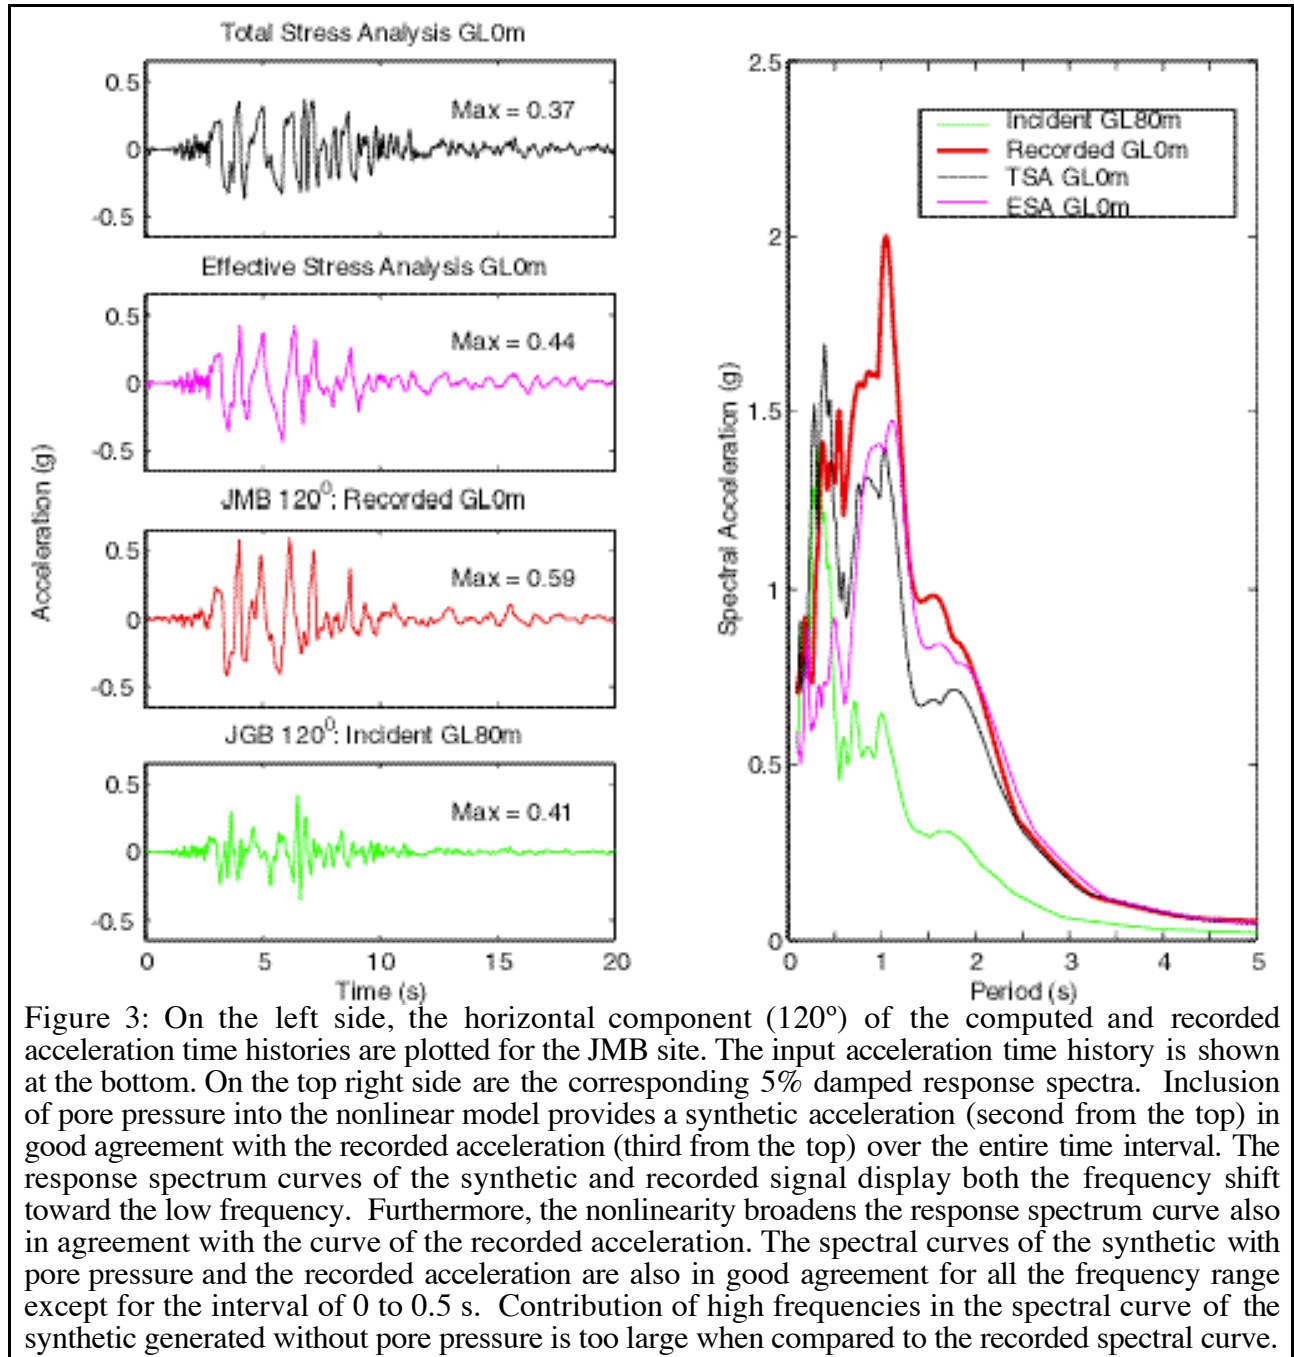 Total Stress Analysis GL0m
0.5
0
-0.5
Max = 0.37
Effective Stress Analysis GL0m
0.5
0
-0.5
Max = 0.44
JMB 120⁰: Recorded GL0m
0.5
0
-0.5
Max = 0.59
JGB 120⁰: Incident GL80m
0.5
0
-0.5
Max = 0.41
0 5 10 15 20
Time (s)
Acceleration (g)
2.5
2
1.5
1
0.5
0
Incident GL80m
Recorded GL0m
TSA GL0m
ESA GL0m
0 1 2 3 4 5
Period (s)
Spectral Acceleration (g)
Figure 3: On the left side, the horizontal component (120º) of the computed and recorded
acceleration time histories are plotted for the JMB site. The input acceleration time history is shown
at the bottom. On the top right side are the corresponding 5% damped response spectra. Inclusion
of pore pressure into the nonlinear model provides a synthetic acceleration (second from the top) in
good agreement with the recorded acceleration (third from the top) over the entire time interval. The
response spectrum curves of the synthetic and recorded signal display both the frequency shift
toward the low frequency. Furthermore, the nonlinearity broadens the response spectrum curve also
in agreement with the curve of the recorded acceleration. The spectral curves of the synthetic with
pore pressure and the recorded acceleration are also in good agreement for all the frequency range
except for the interval of 0 to 0.5 s. Contribution of high frequencies in the spectral curve of the
synthetic generated without pore pressure is too large when compared to the recorded spectral curve.